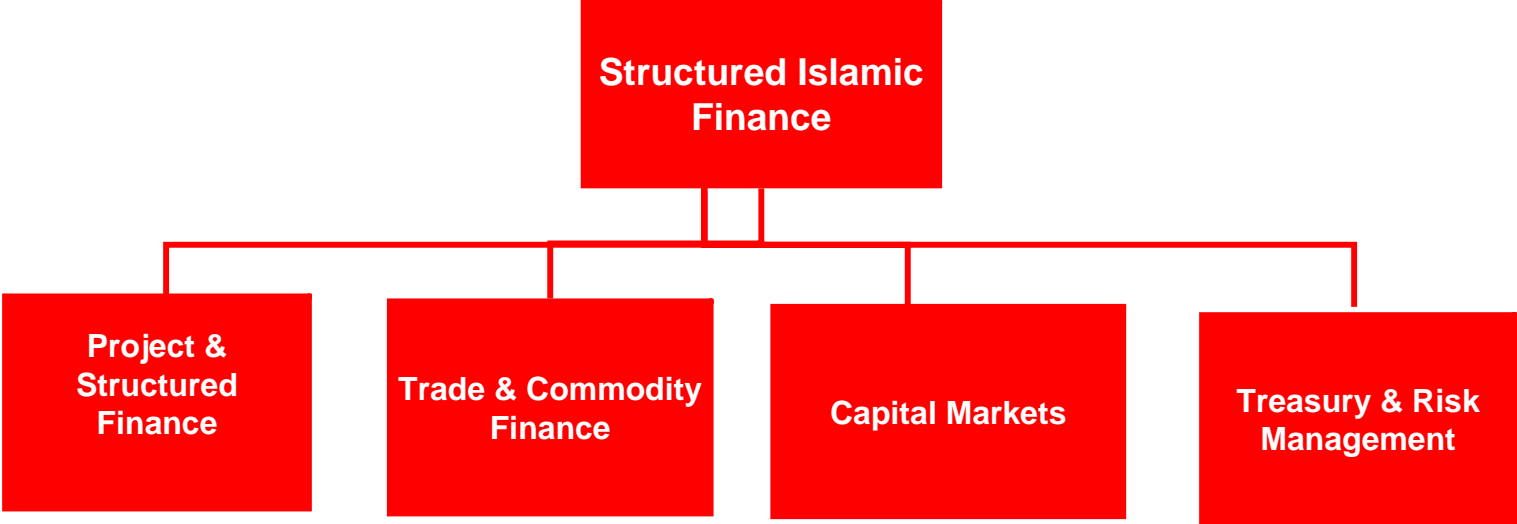 Structured Islamic
Finance
Project &
Structured
Finance
Trade & Commodity
Finance
Capital Markets
Treasury & Risk
Management